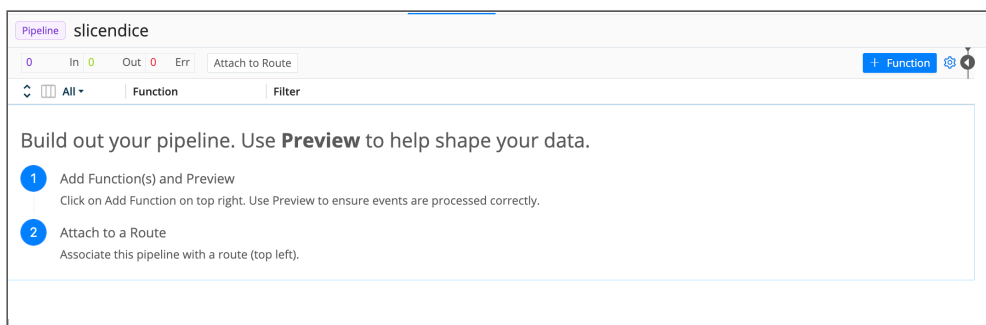 Pipeline slicendice
0 In 0 Out 0 Err Attach to Route + Function
All Function Filter
Build out your pipeline. Use Preview to help shape your data.
1 Add Function(s) and Preview
Click on Add Function on top right. Use Preview to ensure events are processed correctly.
2 Attach to a Route
Associate this pipeline with a route (top left).